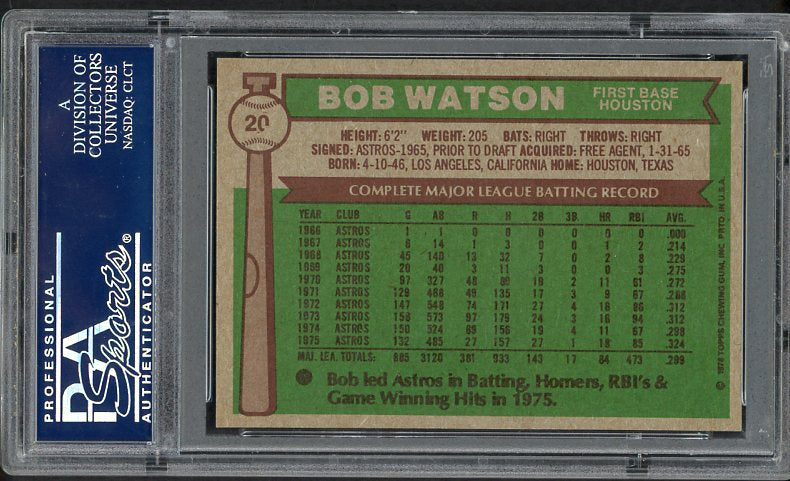 A
DIVISION OF
COLLECTORS
UNIVERSE
NASDAQ: CLCT
PROFESSIONAL
PSA
Sports®
AUTHENTICATOR
T
20
BOB WATSON
FIRST BASE
HOUSTON
HEIGHT: 6'2" WEIGHT: 205 BATS: RIGHT THROWS: RIGHT
SIGNED: ASTROS-1965, PRIOR TO DRAFT ACQUIRED: FREE AGENT, 1-31-65
BORN: 4-10-46, LOS ANGELES, CALIFORNIA HOME: HOUSTON, TEXAS
COMPLETE MAJOR LEAGUE BATTING RECORD
YEAR CLUB G AB R H 2B 3B HR RBI AVG.
1966 ASTROS 1 1 0 0 0 0 0 0 .000
1967 ASTROS 6 14 1 3 0 0 1 2 .214
1968 ASTROS 45 140 13 32 7 0 2 8 .229
1969 ASTROS 20 40 3 11 3 0 0 3 .275
1970 ASTROS 97 327 48 89 19 2 11 61 .272
1971 ASTROS 129 468 49 135 17 3 9 67 .288
1972 ASTROS 147 548 74 171 27 4 16 86 .312
1973 ASTROS 158 573 97 179 24 3 16 94 .312
1974 ASTROS 150 524 69 156 19 4 11 67 .298
1975 ASTROS 132 485 27 157 27 1 18 85 .324
MAJ. LEA. TOTALS: 885 3120 381 933 143 17 84 473 .299
Bob led Astros in Batting, Homers, RBI's &
Game Winning Hits in 1975.
© 1976 TOPPS CHEWING GUM, INC. PRTD. IN U.S.A.